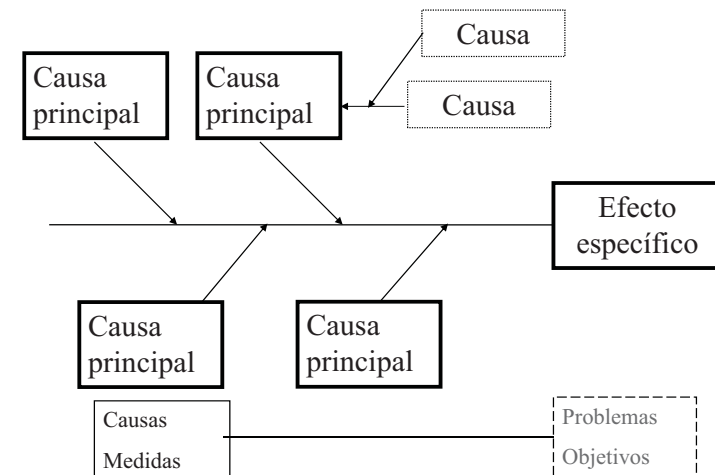 Causa
Causa
principal
Causa
principal
Causa
Efecto
específico
Causa
principal
Causa
principal
Causas
Medidas
Problemas
Objetivos